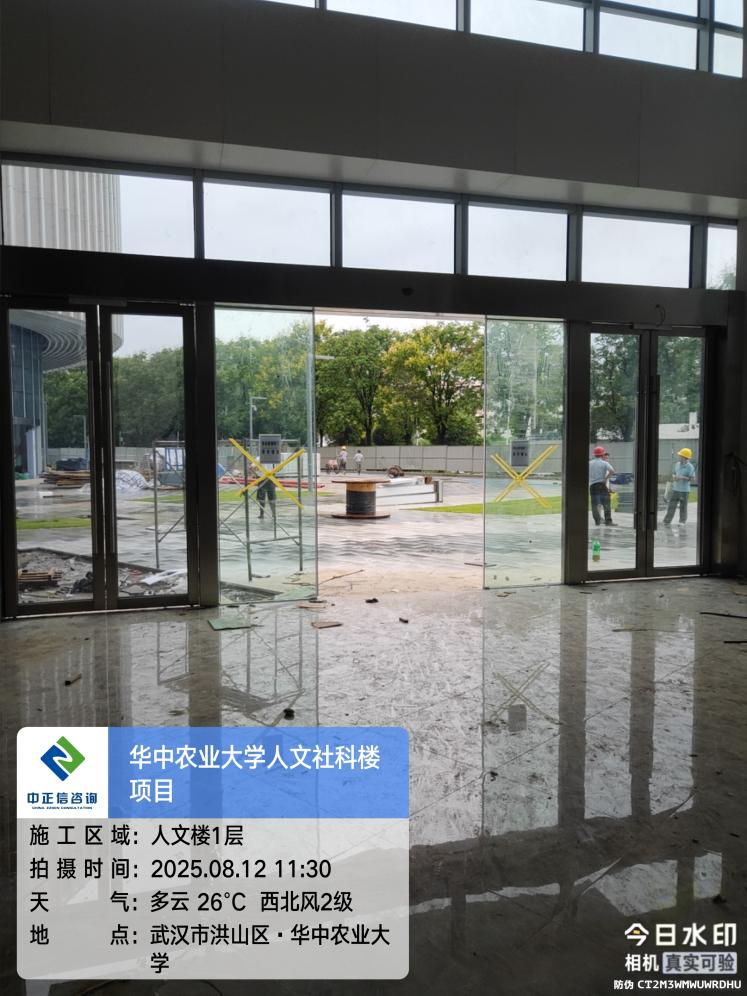 中正信咨询
CHINA ZZXIN CONSULTATION
华中农业大学人文社科楼
项目
施工区域：人文楼1层
拍摄时间：2025.08.12 11:30
天气：多云 26℃ 西北风2级
地点：武汉市洪山区·华中农业大
学
今日水印
相机 真实可验
防伪 CT2M3WMWUWRDHU